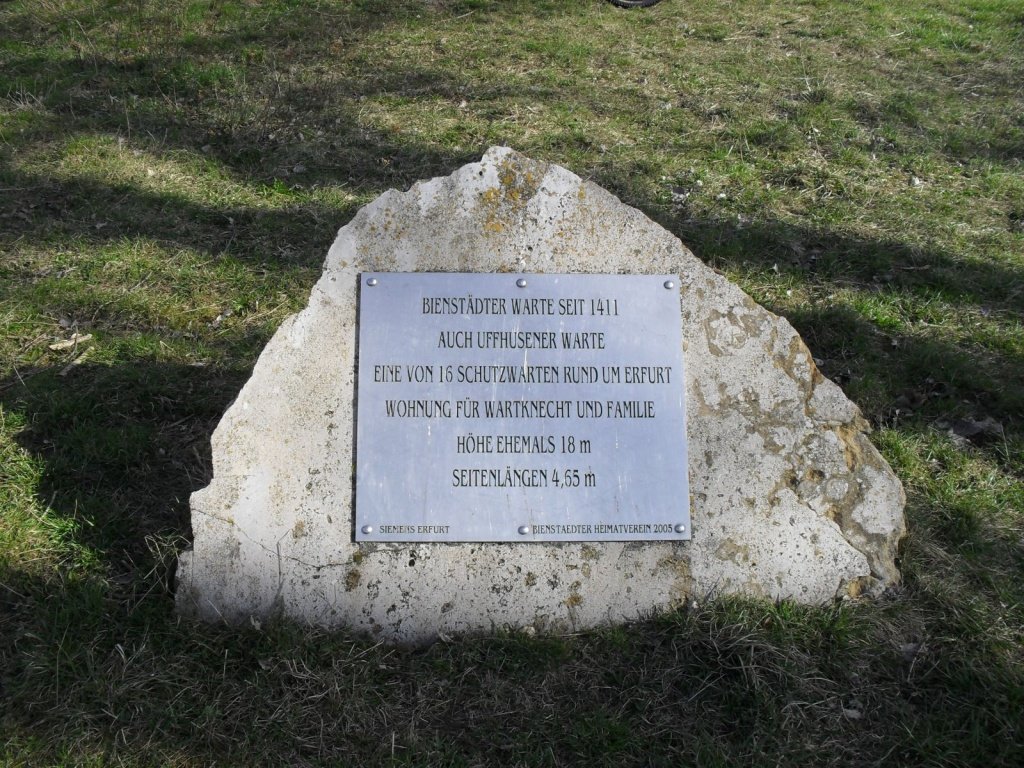 BIENSTÄDTER WARTE SEIT 1411
AUCH UFFHUSENER WARTE
EINE VON 16 SCHUTZWARTEN RUND UM ERFURT
WOHNUNG FÜR WARTKNECHT UND FAMILIE
HÖHE EHEMALS 18 m
SEITENLÄNGEN 4,65 m
SIEMENS ERFURT
BIENSTAEDTER HEIMATVEREIN 2005